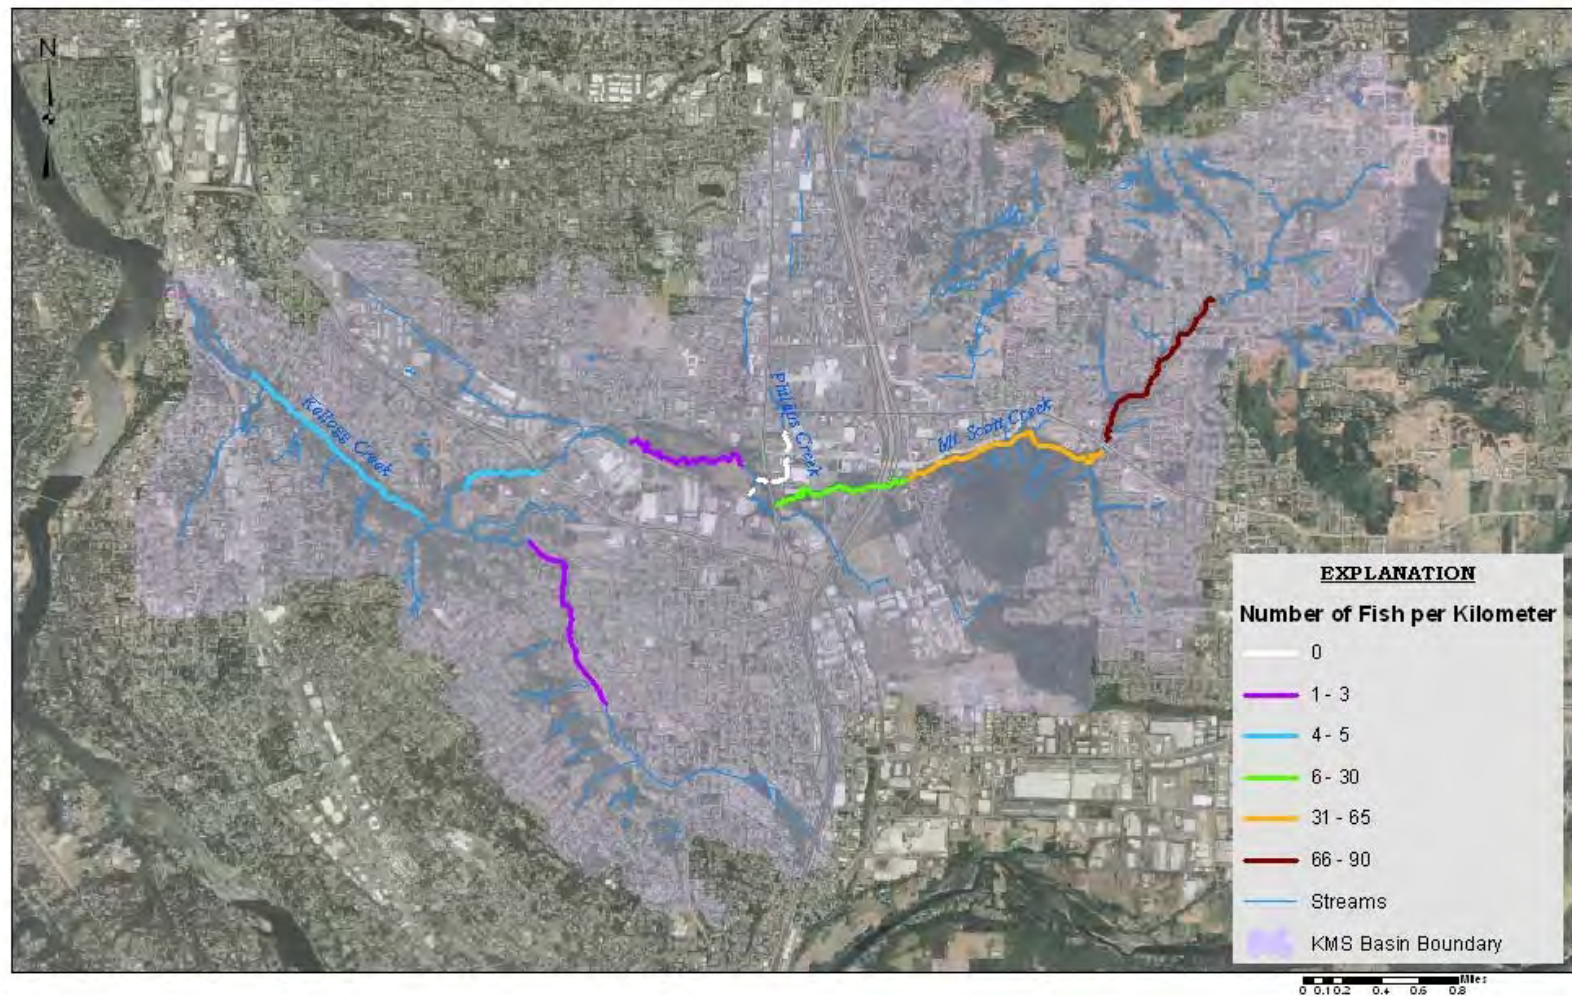 N
Kellogg Creek
Phillips Creek
Mt. Scott Creek
EXPLANATION
Number of Fish per Kilometer
0
1 - 3
4 - 5
6 - 30
31 - 65
66 - 90
Streams
KMS Basin Boundary
Miles
0 0.1 0.2 0.4 0.6 0.8